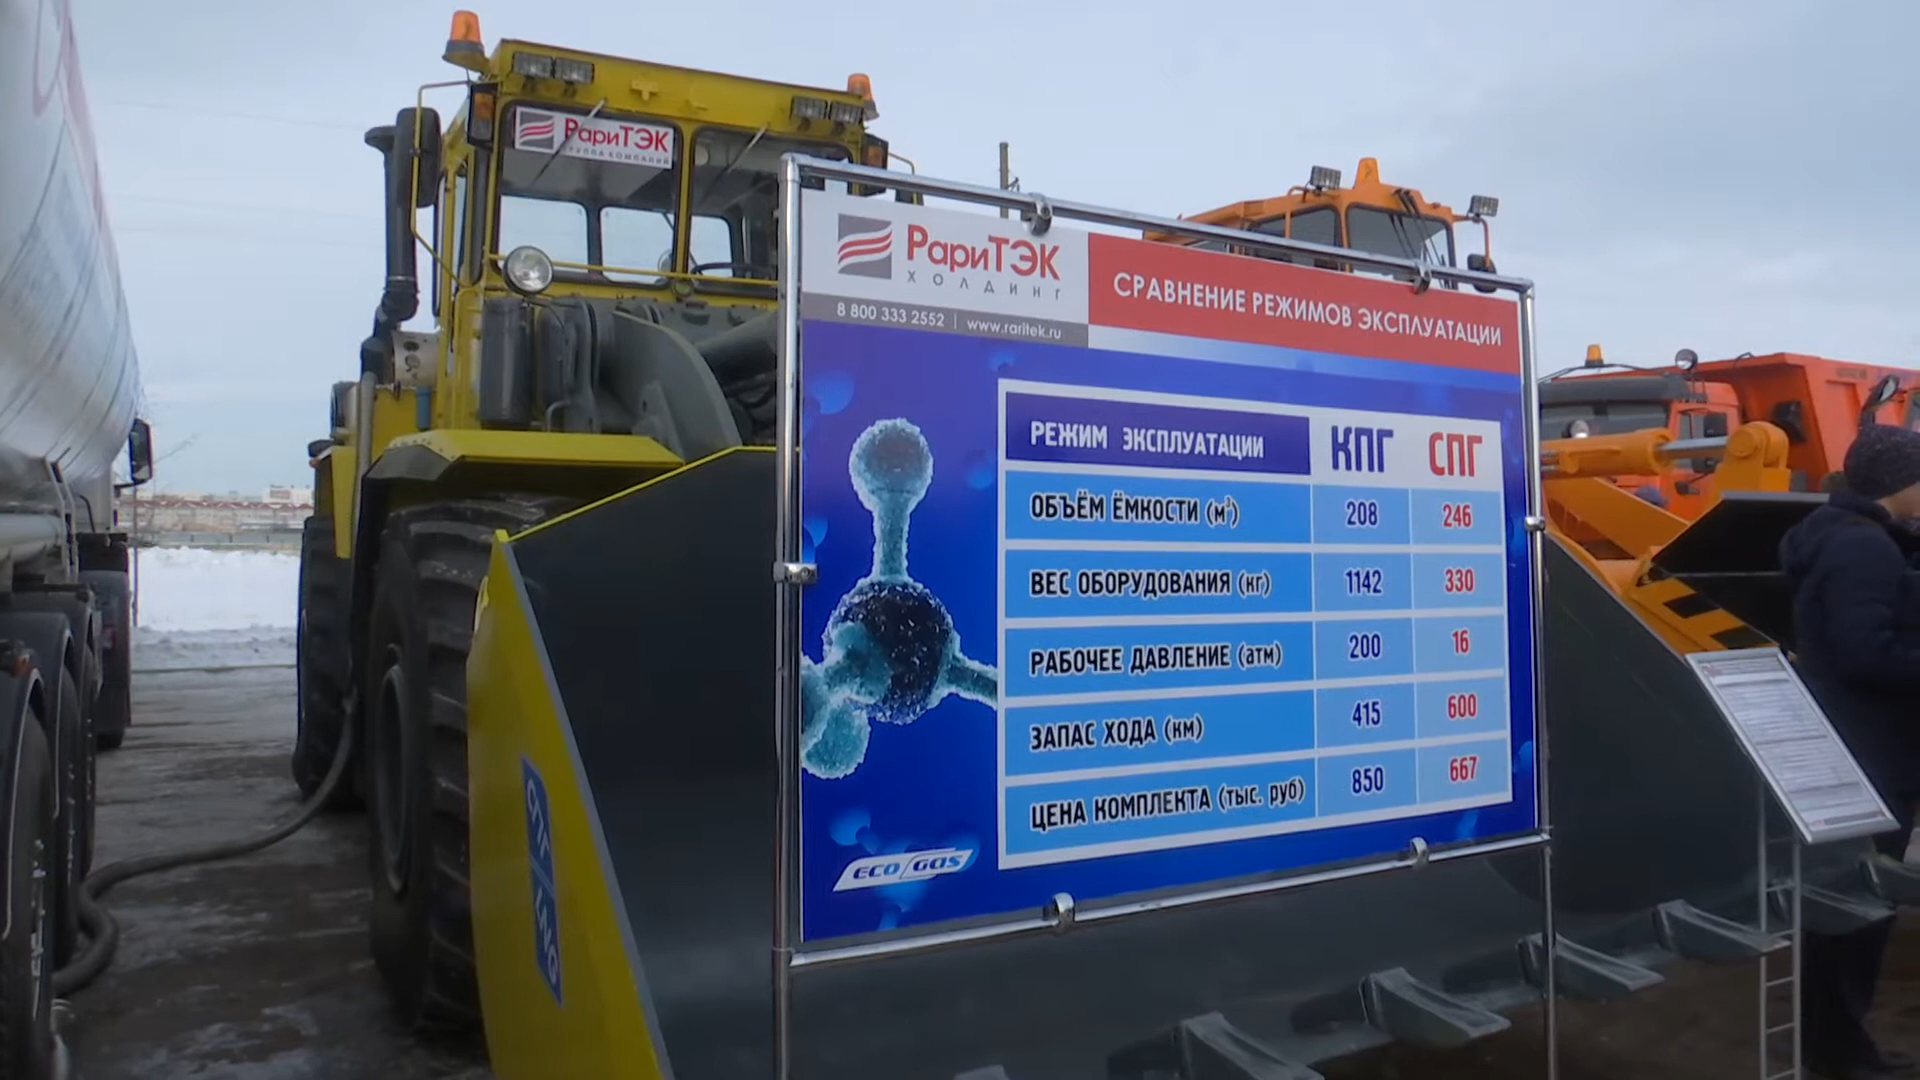 РариТЭК
ГРУППА КОМПАНИЙ
РариТЭК
ХОЛДИНГ
8 800 333 2552 | www.raritek.ru
СРАВНЕНИЕ РЕЖИМОВ ЭКСПЛУАТАЦИИ
РЕЖИМ ЭКСПЛУАТАЦИИ КПГ СПГ
ОБЪЁМ ЁМКОСТИ (м³) 208 246
ВЕС ОБОРУДОВАНИЯ (кг) 1142 330
РАБОЧЕЕ ДАВЛЕНИЕ (атм) 200 16
ЗАПАС ХОДА (км) 415 600
ЦЕНА КОМПЛЕКТА (тыс. руб) 850 667
ECO GAS
СПГ LNG